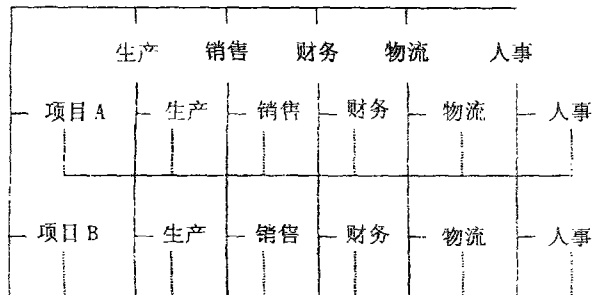 生产 销售 财务 物流 人事
项目 A 生产 销售 财务 物流 人事
项目 B 生产 销售 财务 物流 人事